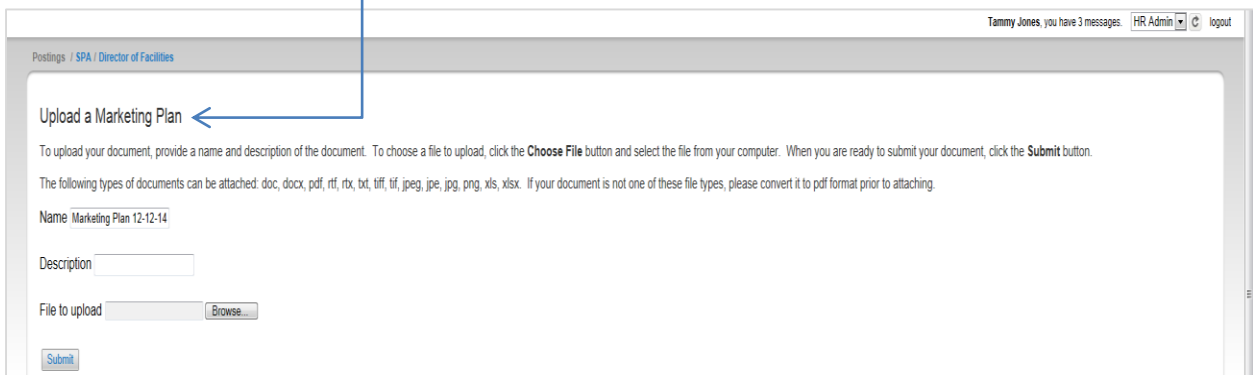 Tammy Jones, you have 3 messages. HR Admin logout
Postings / SPA / Director of Facilities
Upload a Marketing Plan
To upload your document, provide a name and description of the document. To choose a file to upload, click the Choose File button and select the file from your computer. When you are ready to submit your document, click the Submit button.
The following types of documents can be attached: doc, docx, pdf, rtf, rtx, txt, tiff, tif, jpeg, jpe, jpg, png, xls, xlsx. If your document is not one of these file types, please convert it to pdf format prior to attaching.
Name Marketing Plan 12-12-14
Description
File to upload Browse...
Submit